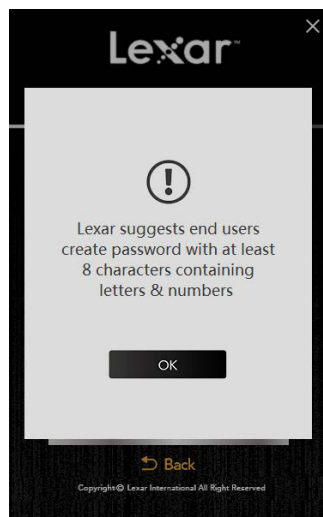 Lexar™
Lexar suggests end users
create password with at least
8 characters containing
letters & numbers
OK
Back
Copyright© Lexar International All Right Reserved